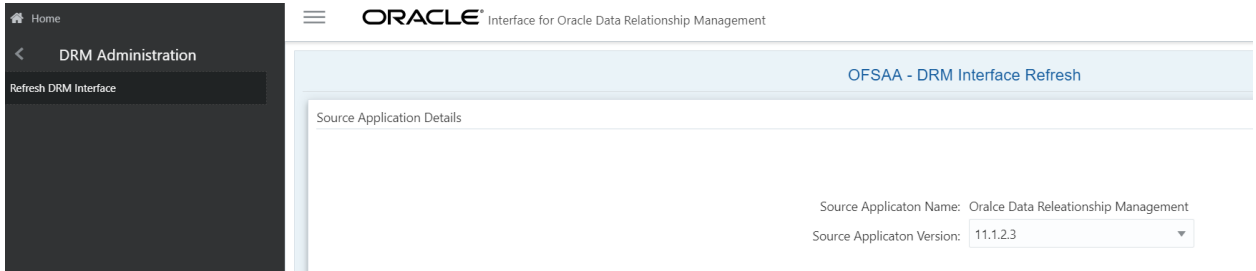 Home
DRM Administration
Refresh DRM Interface
ORACLE® Interface for Oracle Data Relationship Management
OFSAA - DRM Interface Refresh
Source Application Details
Source Applicaton Name: Oralce Data Releationship Management
Source Applicaton Version: 11.1.2.3